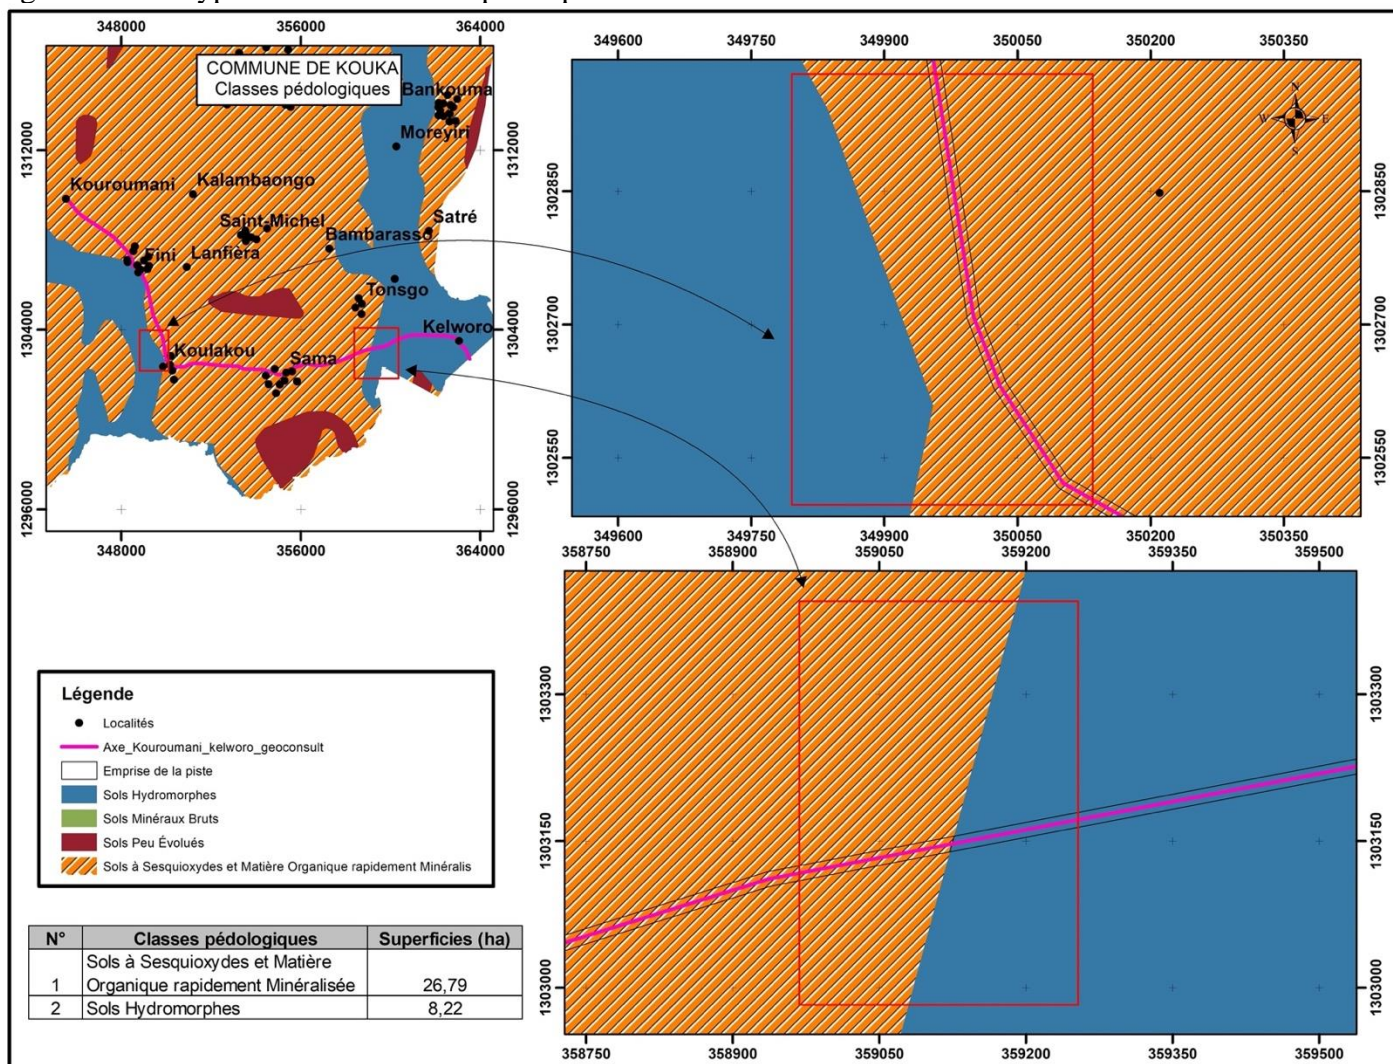 348000 356000 364000
COMMUNE DE KOUKA
Classes pédologiques
Bankouma
Moreyiri
1312000
1312000
Kouroumani
Kalambaongo
Saint-Michel
Satré
Bambarasso
Fini
Lanfièra
Tonsgo
1304000
1304000
Kelworo
Koulakou
Sama
1296000
1296000
348000 356000 364000
349600 349750 349900 350050 350200 350350
N
W E
S
1302850
1302850
1302700
1302700
1302550
1302550
349600 349750 349900 350050 350200 350350
358750 358900 359050 359200 359350 359500
1303300
1303300
1303150
1303150
1303000
1303000
358750 358900 359050 359200 359350 359500
Légende
Localités
Axe_Kouroumani_kelworo_geoconsult
Emprise de la piste
Sols Hydromorphes
Sols Minéraux Bruts
Sols Peu Évolués
Sols à Sesquioxydes et Matière Organique rapidement Minéralis
N° Classes pédologiques Superficies (ha)
Sols à Sesquioxydes et Matière
1 Organique rapidement Minéralisée 26,79
2 Sols Hydromorphes 8,22